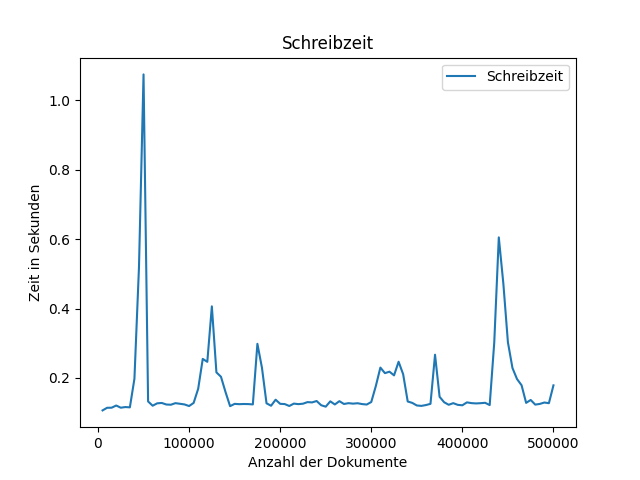 Schreibzeit
Schreibzeit
Zeit in Sekunden
1.0
0.8
0.6
0.4
0.2
0
100000
200000
300000
400000
500000
Anzahl der Dokumente